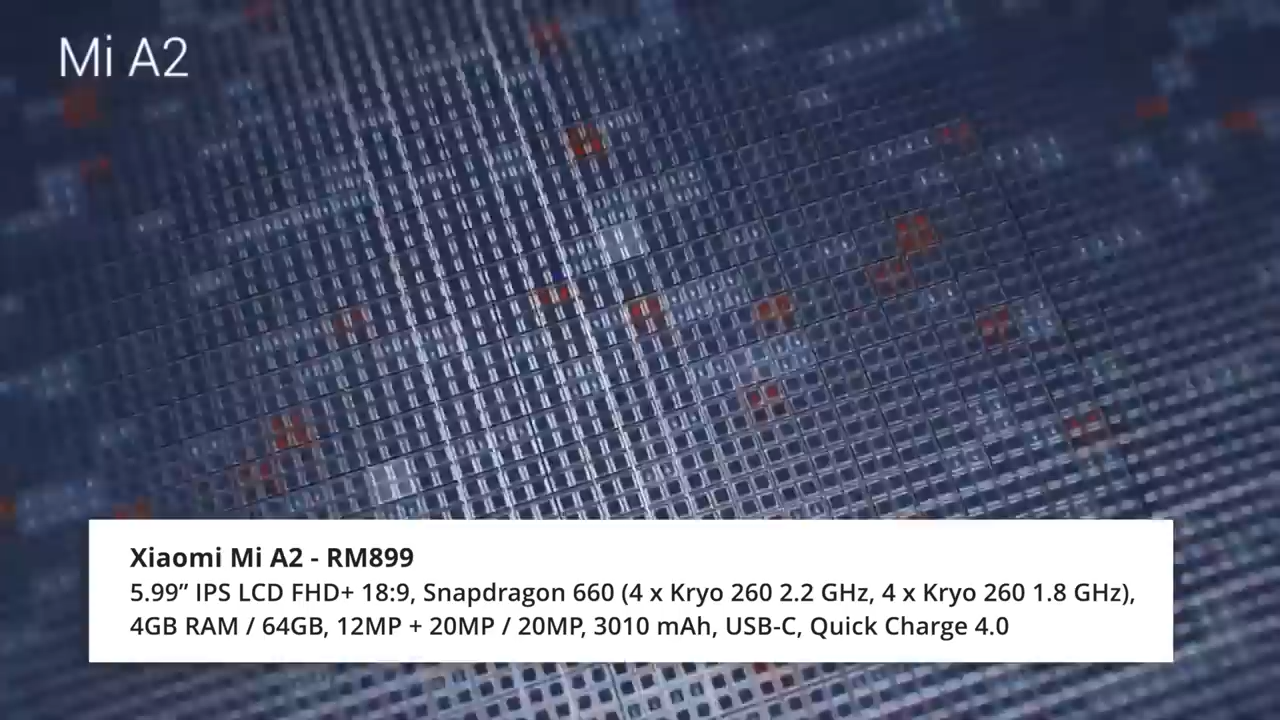 Mi A2
Xiaomi Mi A2 - RM899
5.99” IPS LCD FHD+ 18:9, Snapdragon 660 (4 x Kryo 260 2.2 GHz, 4 x Kryo 260 1.8 GHz),
4GB RAM / 64GB, 12MP + 20MP / 20MP, 3010 mAh, USB-C, Quick Charge 4.0